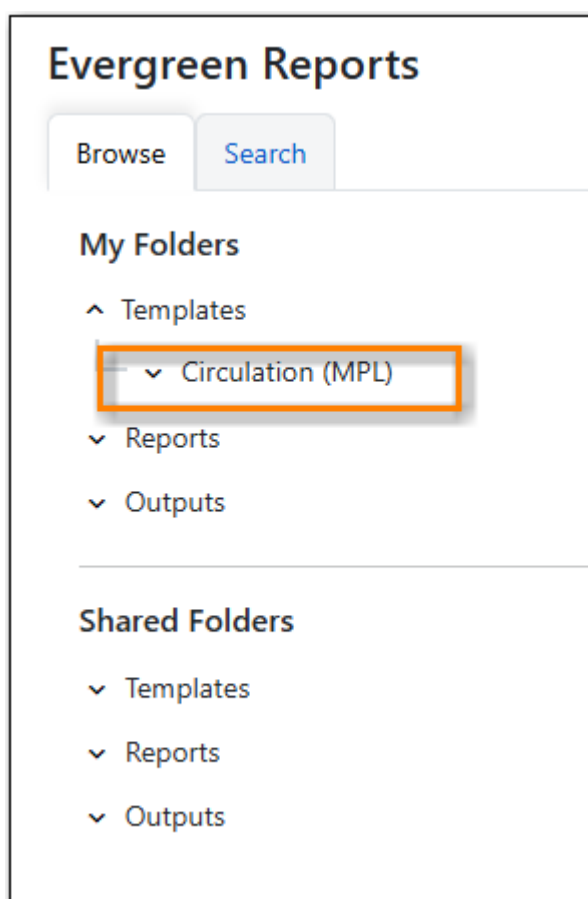 Evergreen Reports
Browse Search
My Folders
Templates
Circulation (MPL)
Reports
Outputs
Shared Folders
Templates
Reports
Outputs